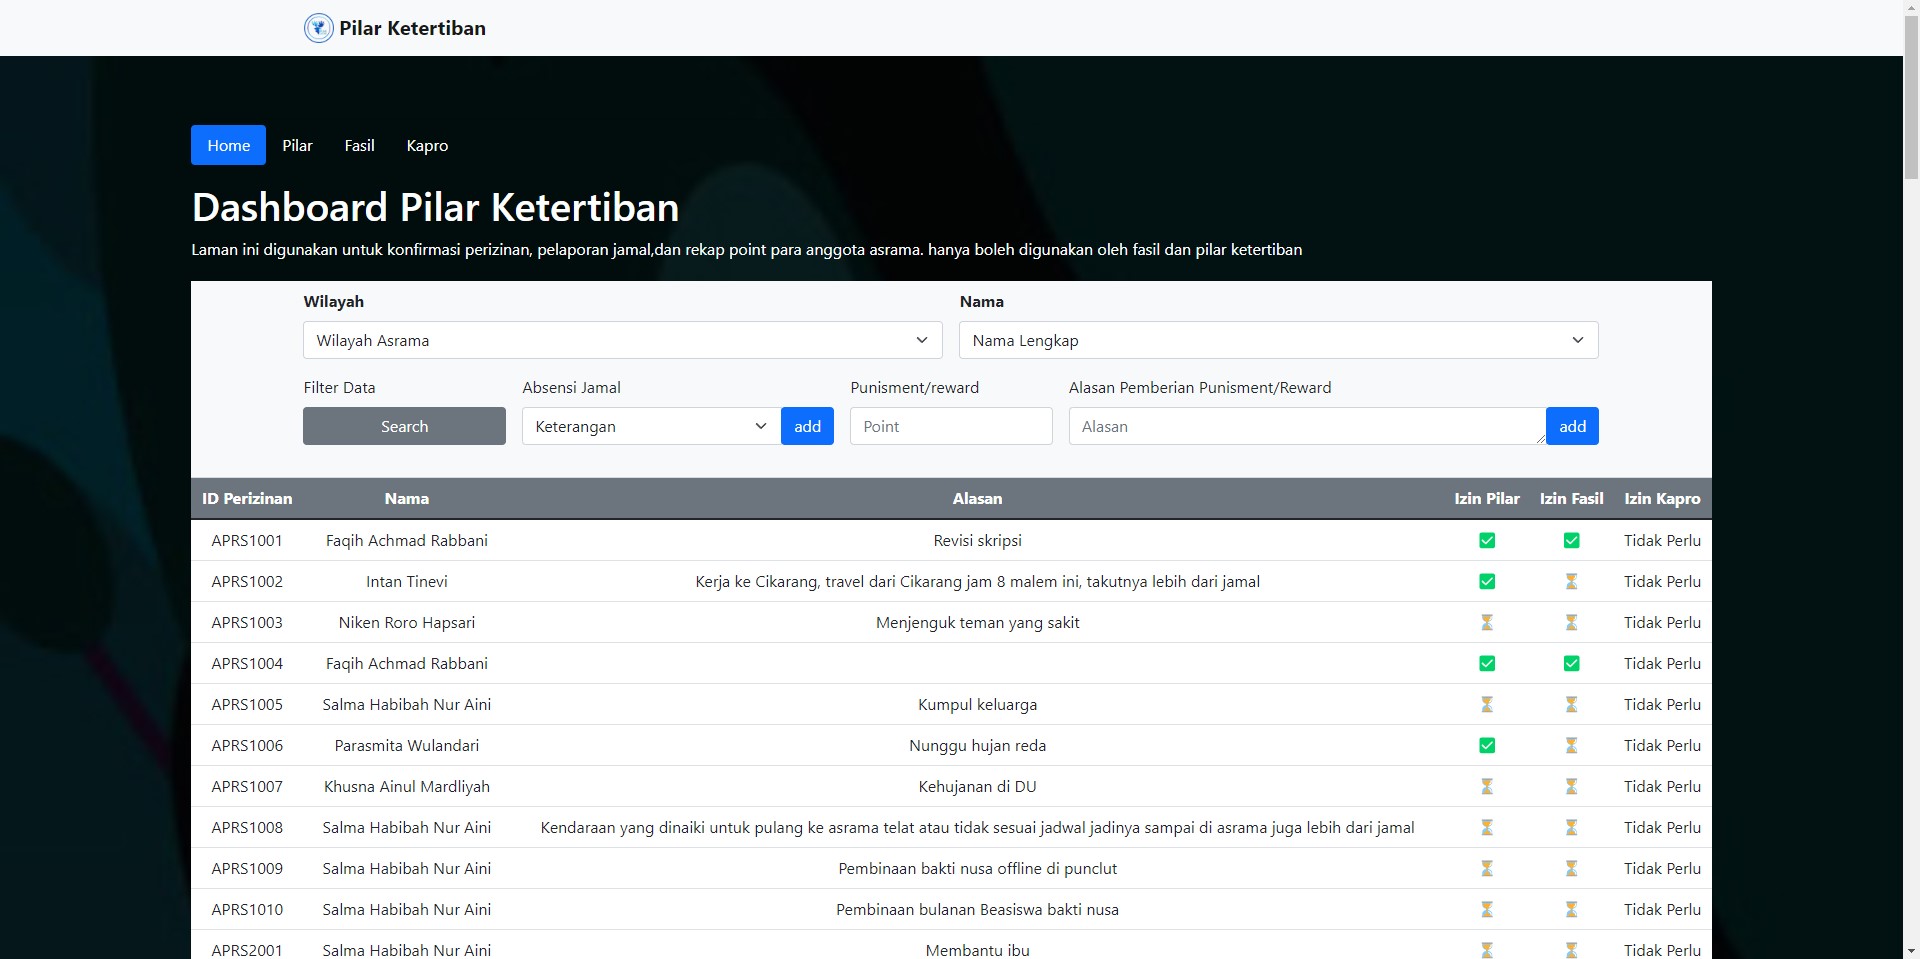 Pilar Ketertiban
Home Pilar Fasil Kapro
Dashboard Pilar Ketertiban
Laman ini digunakan untuk konfirmasi perizinan, pelaporan jamal,dan rekap point para anggota asrama. hanya boleh digunakan oleh fasil dan pilar ketertiban
Wilayah Nama
Wilayah Asrama Nama Lengkap
Filter Data Absensi Jamal Punisment/reward Alasan Pemberian Punisment/Reward
Search Keterangan add Point Alasan add
ID Perizinan Nama Alasan Izin Pilar Izin Fasil Izin Kapro
APRS1001 Faqih Achmad Rabbani Revisi skripsi Tidak Perlu
APRS1002 Intan Tinevi Kerja ke Cikarang, travel dari Cikarang jam 8 malem ini, takutnya lebih dari jamal Tidak Perlu
APRS1003 Niken Roro Hapsari Menjenguk teman yang sakit Tidak Perlu
APRS1004 Faqih Achmad Rabbani Tidak Perlu
APRS1005 Salma Habibah Nur Aini Kumpul keluarga Tidak Perlu
APRS1006 Parasmita Wulandari Nunggu hujan reda Tidak Perlu
APRS1007 Khusna Ainul Mardliyah Kehujanan di DU Tidak Perlu
APRS1008 Salma Habibah Nur Aini Kendaraan yang dinaiki untuk pulang ke asrama telat atau tidak sesuai jadwal jadinya sampai di asrama juga lebih dari jamal Tidak Perlu
APRS1009 Salma Habibah Nur Aini Pembinaan bakti nusa offline di punclut Tidak Perlu
APRS1010 Salma Habibah Nur Aini Pembinaan bulanan Beasiswa bakti nusa Tidak Perlu
APRS2001 Salma Habibah Nur Aini Membantu ibu Tidak Perlu